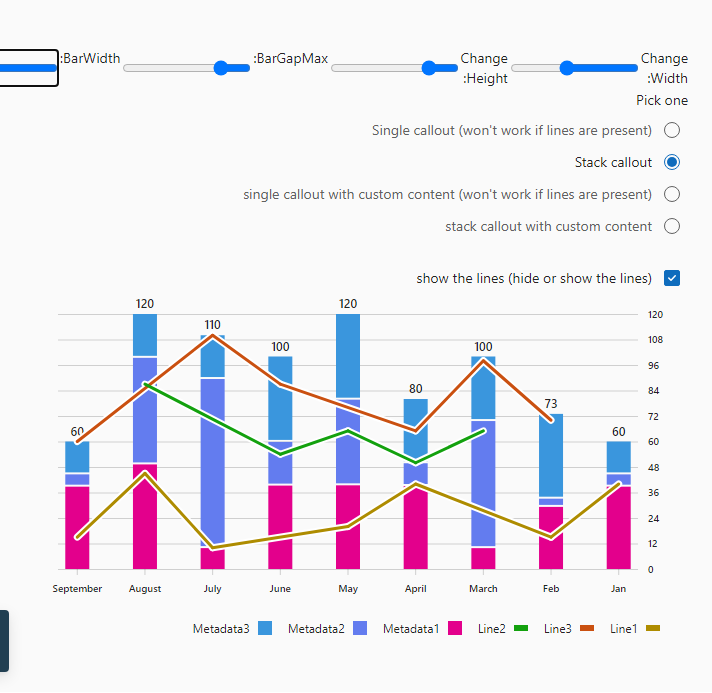 :BarWidth
:BarGapMax
Change :Height
Change :Width
Pick one
Single callout (won't work if lines are present)
Stack callout
single callout with custom content (won't work if lines are present)
stack callout with custom content
show the lines (hide or show the lines)
120
120
110
100
100
80
73
60
60
120
108
96
84
72
60
48
36
24
12
0
September August July June May April March Feb Jan
Metadata3 Metadata2 Metadata1 Line2 Line3 Line1